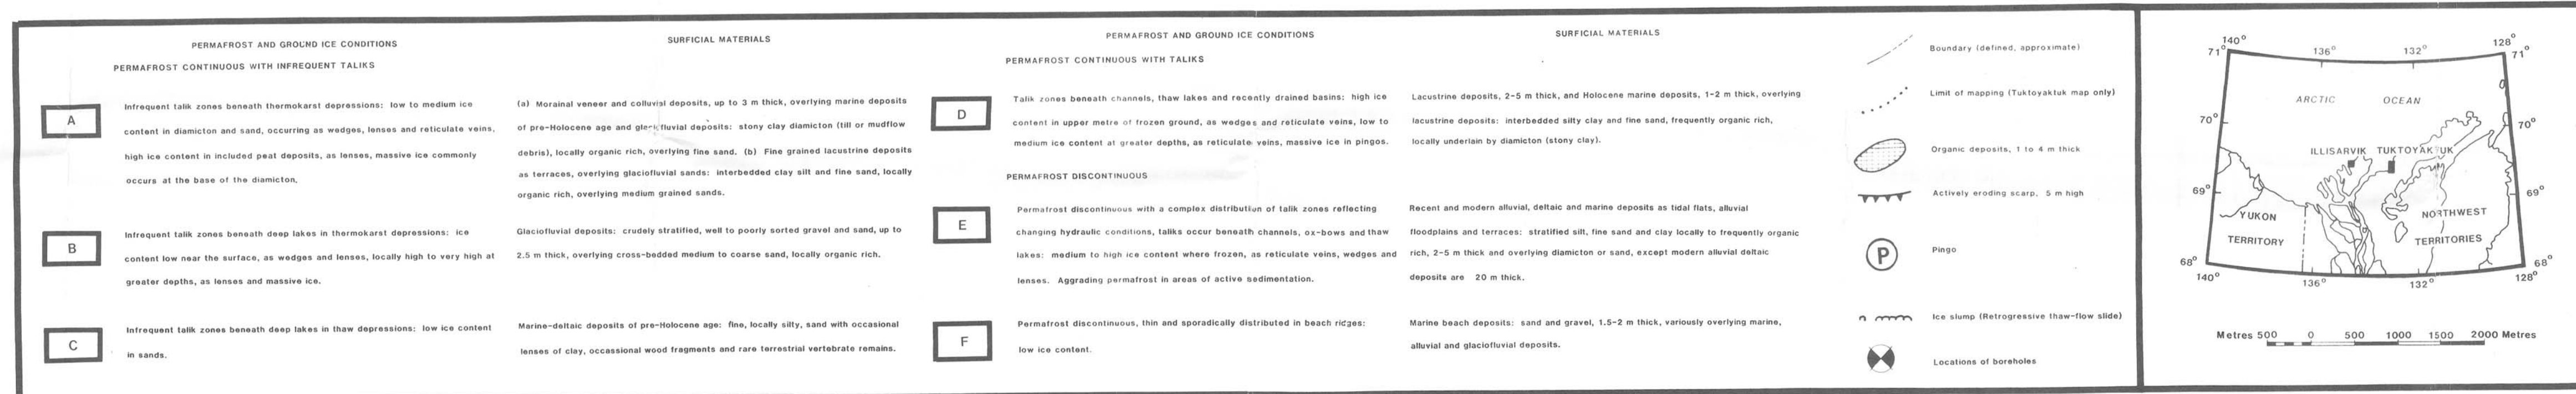 PERMAFROST AND GROUND ICE CONDITIONS
SURFICIAL MATERIALS
PERMAFROST CONTINUOUS WITH INFREQUENT TALIKS
A
Infrequent talik zones beneath thermokarst depressions: low to medium ice
content in diamicton and sand, occurring as wedges, lenses and reticulate veins,
high ice content in included peat deposits, as lenses, massive ice commonly
occurs at the base of the diamicton.
(a) Morainal veneer and colluvial deposits, up to 3 m thick, overlying marine deposits
of pre-Holocene age and glaciofluvial deposits: stony clay diamicton (till or mudflow
debris), locally organic rich, overlying fine sand. (b) Fine grained lacustrine deposits
as terraces, overlying glaciofluvial sands: interbedded clay silt and fine sand, locally
organic rich, overlying medium grained sands.
B
Infrequent talik zones beneath deep lakes in thermokarst depressions: ice
content low near the surface, as wedges and lenses, locally high to very high at
greater depths, as lenses and massive ice.
Glaciofluvial deposits: crudely stratified, well to poorly sorted gravel and sand, up to
2.5 m thick, overlying cross-bedded medium to coarse sand, locally organic rich.
C
Infrequent talik zones beneath deep lakes in thaw depressions: low ice content
in sands.
Marine-deltaic deposits of pre-Holocene age: fine, locally silty, sand with occasional
lenses of clay, occassional wood fragments and rare terrestrial vertebrate remains.
PERMAFROST AND GROUND ICE CONDITIONS
SURFICIAL MATERIALS
PERMAFROST CONTINUOUS WITH TALIKS
D
Talik zones beneath channels, thaw lakes and recently drained basins: high ice
content in upper metre of frozen ground, as wedges and reticulate veins, low to
medium ice content at greater depths, as reticulate veins, massive ice in pingos.
Lacustrine deposits, 2-5 m thick, and Holocene marine deposits, 1-2 m thick, overlying
lacustrine deposits: interbedded silty clay and fine sand, frequently organic rich,
locally underlain by diamicton (stony clay).
PERMAFROST DISCONTINUOUS
E
Permafrost discontinuous with a complex distribution of talik zones reflecting
changing hydraulic conditions, taliks occur beneath channels, ox-bows and thaw
lakes: medium to high ice content where frozen, as reticulate veins, wedges and
lenses. Aggrading permafrost in areas of active sedimentation.
Recent and modern alluvial, deltaic and marine deposits as tidal flats, alluvial
floodplains and terraces: stratified silt, fine sand and clay locally to frequently organic
rich, 2-5 m thick and overlying diamicton or sand, except modern alluvial deltaic
deposits are 20 m thick.
F
Permafrost discontinuous, thin and sporadically distributed in beach ridges:
low ice content.
Marine beach deposits: sand and gravel, 1.5-2 m thick, variously overlying marine,
alluvial and glaciofluvial deposits.
Boundary (defined, approximate)
Limit of mapping (Tuktoyaktuk map only)
Organic deposits, 1 to 4 m thick
Actively eroding scarp, 5 m high
P
Pingo
Ice slump (Retrogressive thaw-flow slide)
Locations of boreholes
140° 136° 132° 128°
71° 71°
ARCTIC OCEAN
70° 70°
ILLISARVIK TUKTOYAKTUK
69° 69°
YUKON
TERRITORY
NORTHWEST
TERRITORIES
68° 68°
140° 136° 132° 128°
Metres 500 0 500 1000 1500 2000 Metres